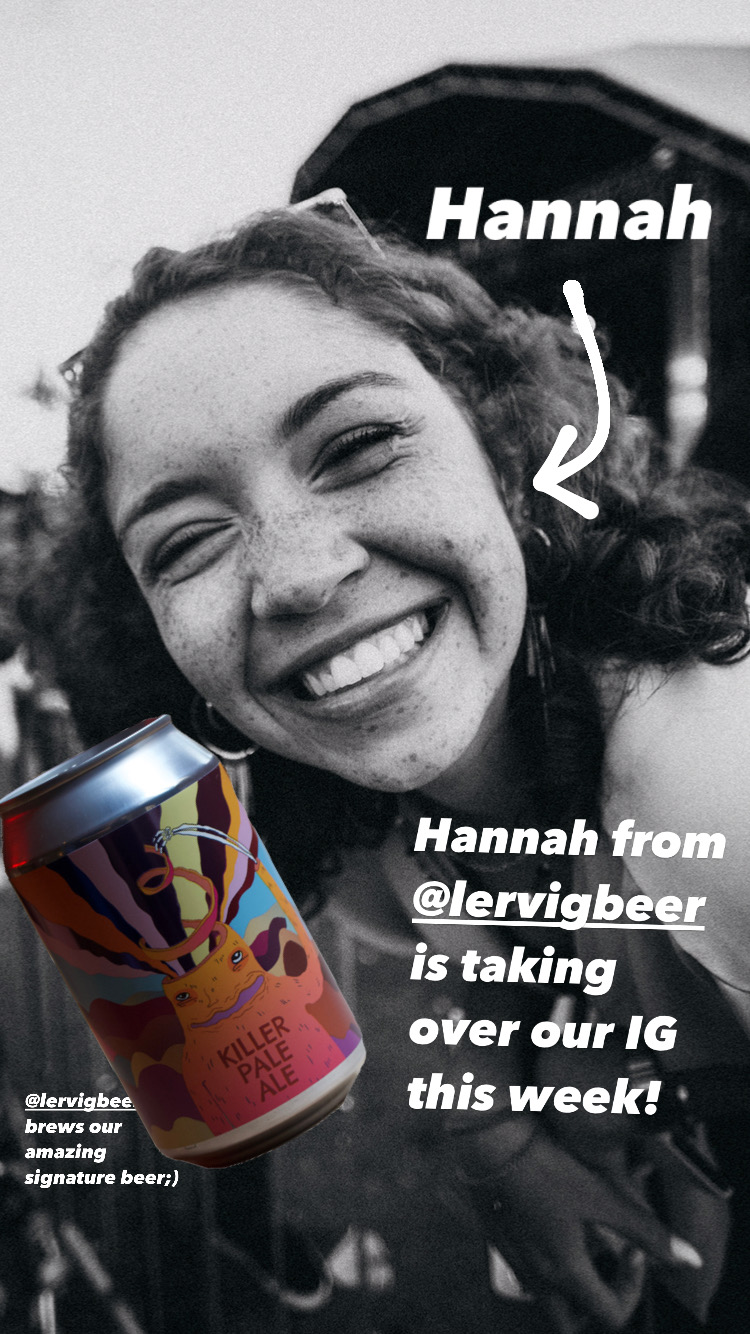 Hannah
Hannah from
@lervigbeer
is taking
over our IG
this week!
KILLER
PALE
ALE
@lervigbee
brews our
amazing
signature beer;)